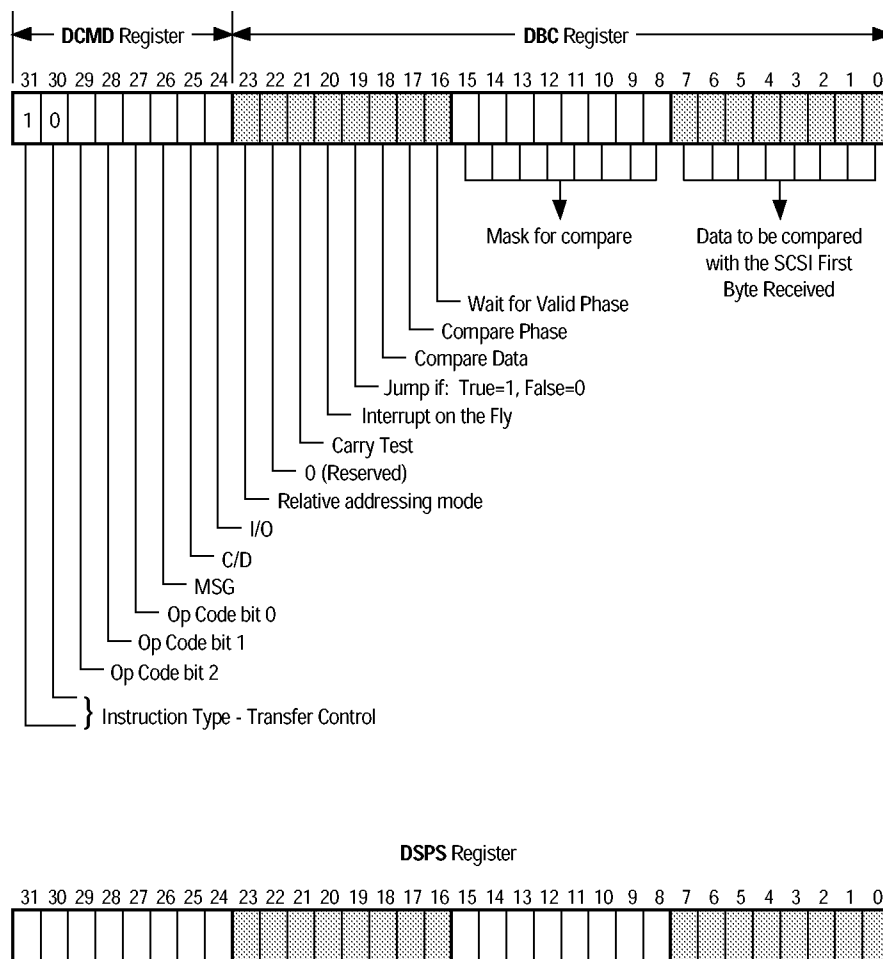 DCMD Register
DBC Register
31 30 29 28 27 26 25 24 23 22 21 20 19 18 17 16 15 14 13 12 11 10 9 8 7 6 5 4 3 2 1 0
1 0
Mask for compare
Data to be compared
with the SCSI First
Byte Received
Wait for Valid Phase
Compare Phase
Compare Data
Jump if: True=1, False=0
Interrupt on the Fly
Carry Test
0 (Reserved)
Relative addressing mode
I/O
C/D
MSG
Op Code bit 0
Op Code bit 1
Op Code bit 2
} Instruction Type - Transfer Control
DSPS Register
31 30 29 28 27 26 25 24 23 22 21 20 19 18 17 16 15 14 13 12 11 10 9 8 7 6 5 4 3 2 1 0